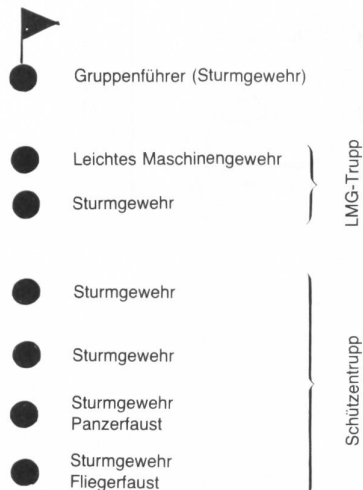 Gruppenführer (Sturmgewehr)
Leichtes Maschinengewehr
Sturmgewehr
LMG-Trupp
Sturmgewehr
Sturmgewehr
Sturmgewehr
Panzerfaust
Sturmgewehr
Fliegerfaust
Schützentrupp